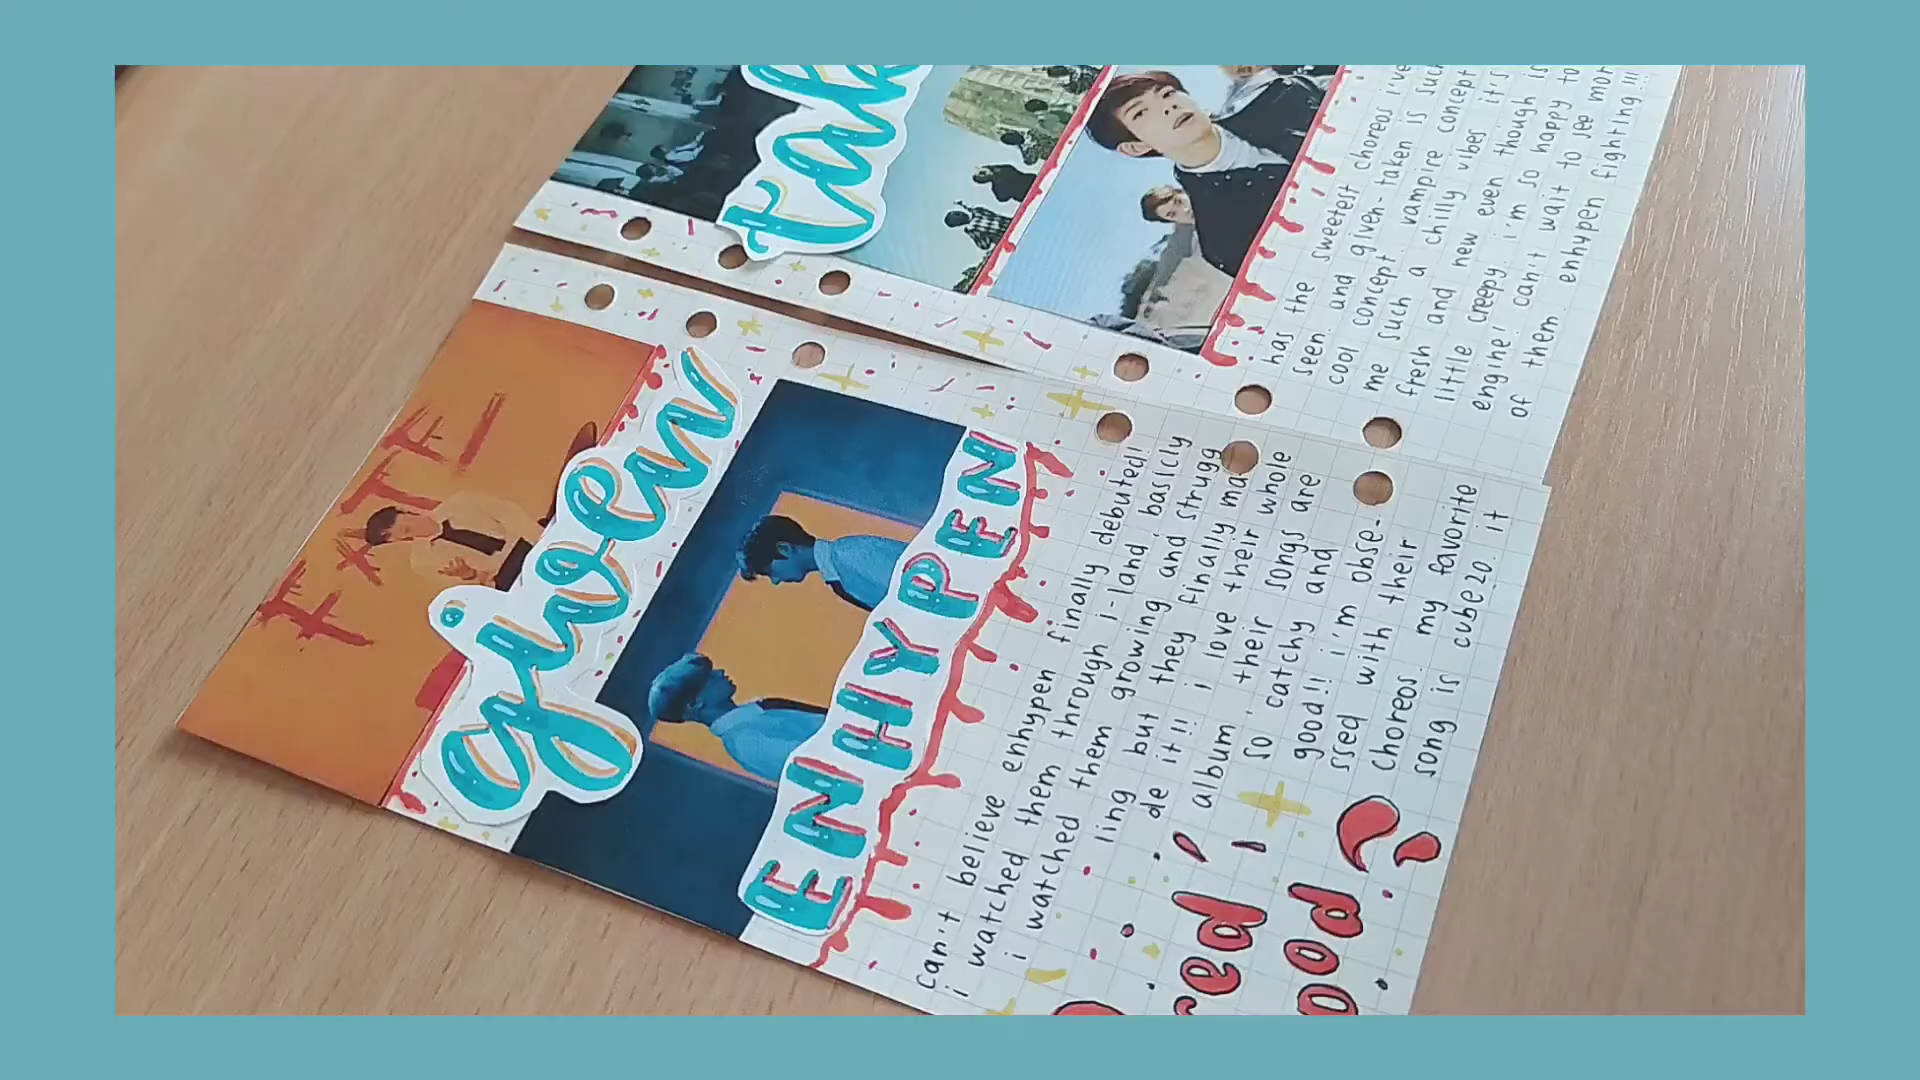 FATE
given
ENHYPEN
can't believe enhypen finally debuted!
i watched them through i-land, basicly
i watched them growing and strugg
ling but they finally ma
de it!! i love their whole
album, their songs are
so catchy and
good!! i'm obse-
ssed with their
choreos. my favorite
song is cube20. it
has the sweetest choreos i've
seen and given-taken is such
cool concept
me such a vampire concept
fresh and chilly vibes it's
little new even though is
engine! creepy. i'm so happy to
of them. can't wait to see mor
enhypen fighting!!!